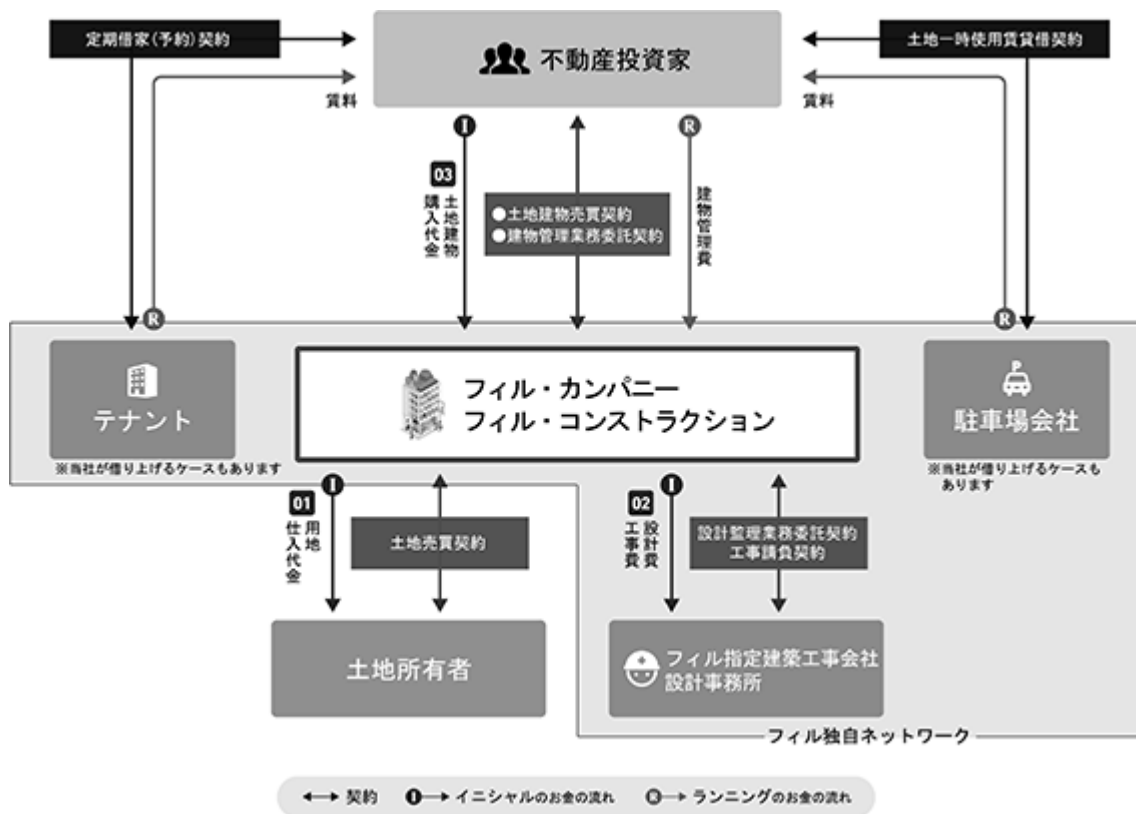 定期借家(予約)契約
不動産投資家
土地一時使用賃貸借契約
賃料
賃料
I
R
03
土地建物
購入代金
●土地建物売買契約
●建物管理業務委託契約
建物管理費
R
R
テナント
※当社が借り上げるケースもあります
フィル・カンパニー
フィル・コンストラクション
P
駐車場会社
※当社が借り上げるケースも
あります
I
01
用地
仕入代金
土地売買契約
I
02
設計費
工事費
設計監理業務委託契約
工事請負契約
土地所有者
フィル指定建築工事会社
設計事務所
フィル独自ネットワーク
契約
I イニシャルのお金の流れ
R ランニングのお金の流れ